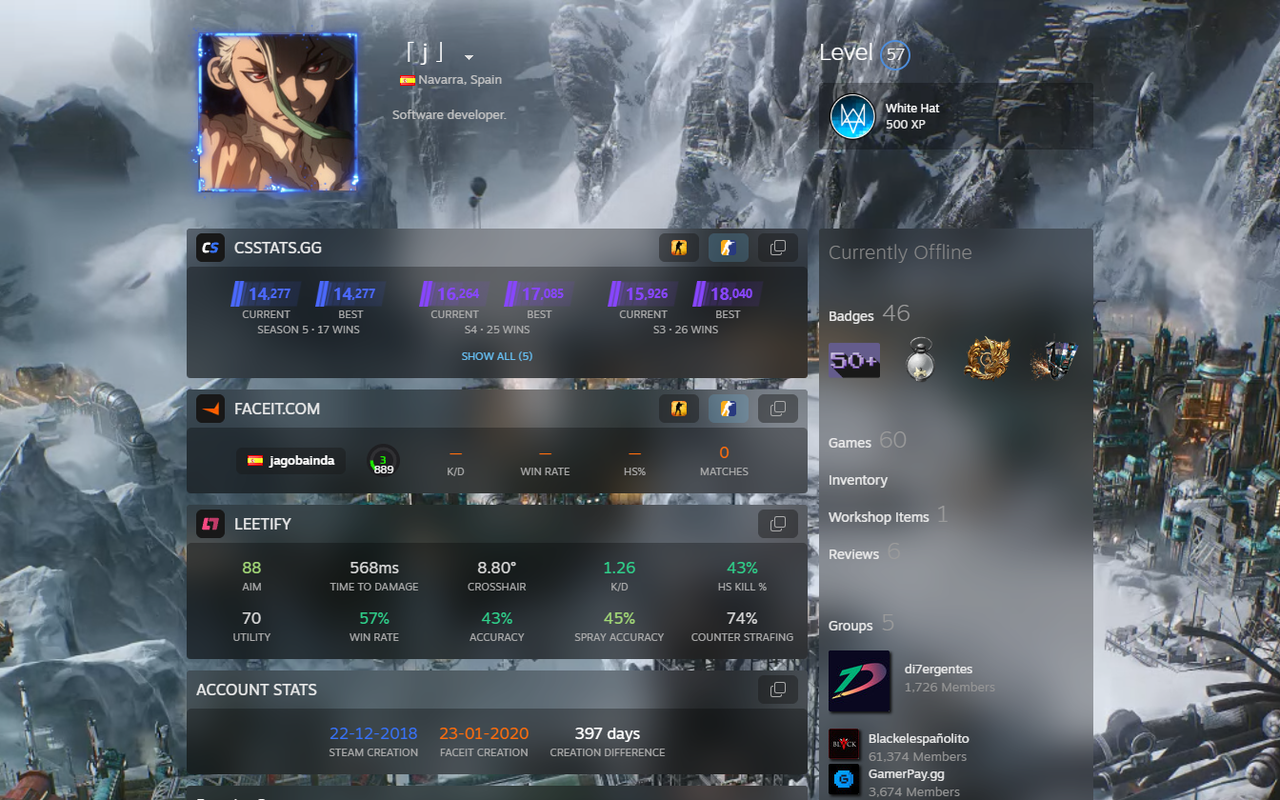 「 j 」
Navarra, Spain
Software developer.
Level 57
White Hat
500 XP
CS CSSTATS.GG
14,277 14,277 16,264 17,085 15,926 18,040
CURRENT BEST CURRENT BEST CURRENT BEST
SEASON 5 · 17 WINS S4 · 25 WINS S3 · 26 WINS
SHOW ALL (5)
FACEIT.COM
jagobainda 3 — — — 0
889 K/D WIN RATE HS% MATCHES
LEETIFY
88 568ms 8.80° 1.26 43%
AIM TIME TO DAMAGE CROSSHAIR K/D HS KILL %
70 57% 43% 45% 74%
UTILITY WIN RATE ACCURACY SPRAY ACCURACY COUNTER STRAFING
ACCOUNT STATS
22-12-2018 23-01-2020 397 days
STEAM CREATION FACEIT CREATION CREATION DIFFERENCE
Currently Offline
Badges 46
50+
Games 60
Inventory
Workshop Items 1
Reviews 6
Groups 5
di7ergentes
1,726 Members
BLVCK
Blackelespañolito
61,374 Members
GamerPay.gg
3,674 Members